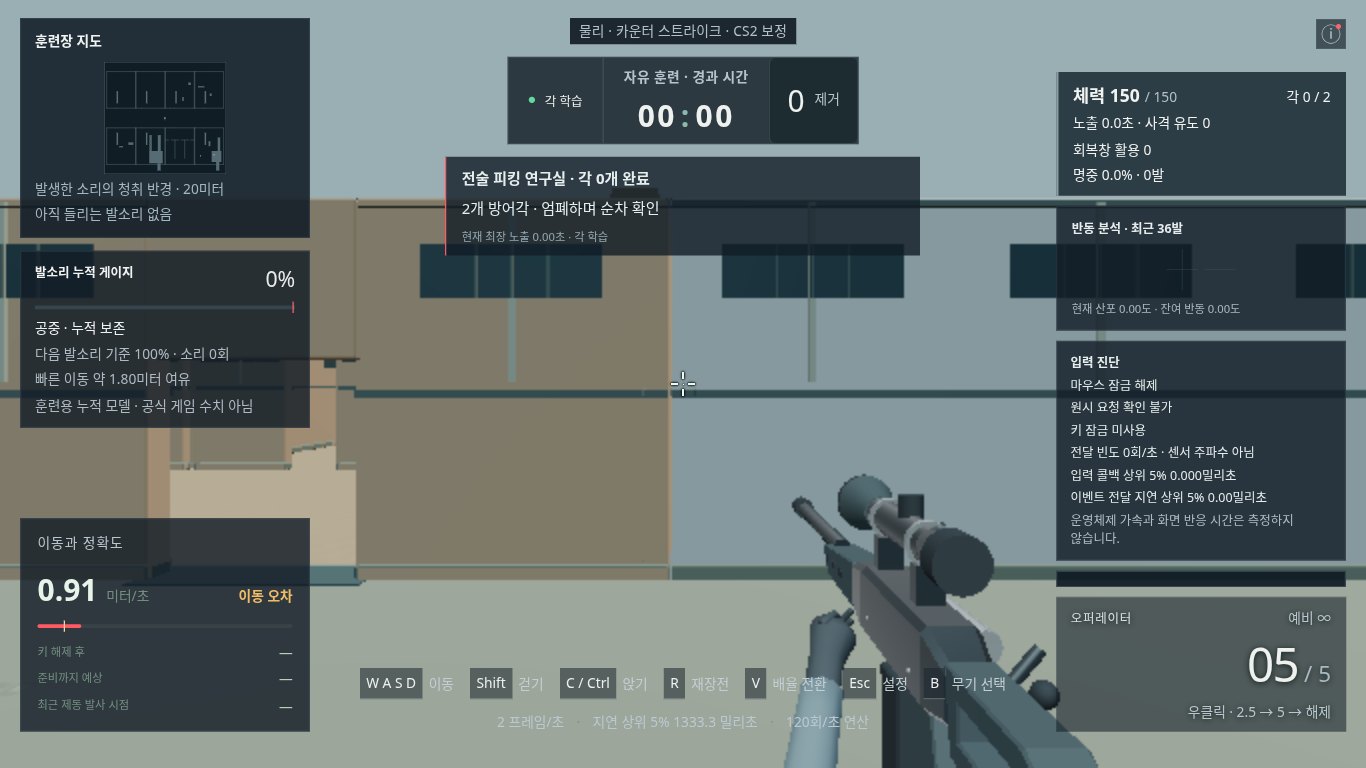 훈련장 지도
발생한 소리의 청취 반경 · 20미터
아직 들리는 발소리 없음
발소리 누적 게이지
0%
공중 · 누적 보존
다음 발소리 기준 100% · 소리 0회
빠른 이동 약 1.80미터 여유
훈련용 누적 모델 · 공식 게임 수치 아님
이동과 정확도
0.91 미터/초
이동 오차
키 해제 후 —
준비까지 예상 —
최근 제동 발사 시점 —
물리 · 카운터 스트라이크 · CS2 보정
각 학습
자유 훈련 · 경과 시간
00:00
0 제거
전술 피킹 연구실 · 각 0개 완료
2개 방어각 · 엄폐하며 순차 확인
현재 최장 노출 0.00초 · 각 학습
W A S D 이동 Shift 걷기 C / Ctrl 앉기 R 재장전 V 배율 전환 Esc 설정 B 무기 선택
2 프레임/초 · 지연 상위 5% 1333.3 밀리초 · 120회/초 연산
체력 150 / 150
각 0 / 2
노출 0.0초 · 사격 유도 0
회복창 활용 0
명중 0.0% · 0발
반동 분석 · 최근 36발
현재 산포 0.00도 · 잔여 반동 0.00도
입력 진단
마우스 잠금 해제
원시 요청 확인 불가
키 잠금 미사용
전달 빈도 0회/초 · 센서 주파수 아님
입력 콜백 상위 5% 0.000밀리초
이벤트 전달 지연 상위 5% 0.00밀리초
운영체제 가속과 화면 반응 시간은 측정하지
않습니다.
오퍼레이터
예비 ∞
05 / 5
우클릭 · 2.5 → 5 → 해제